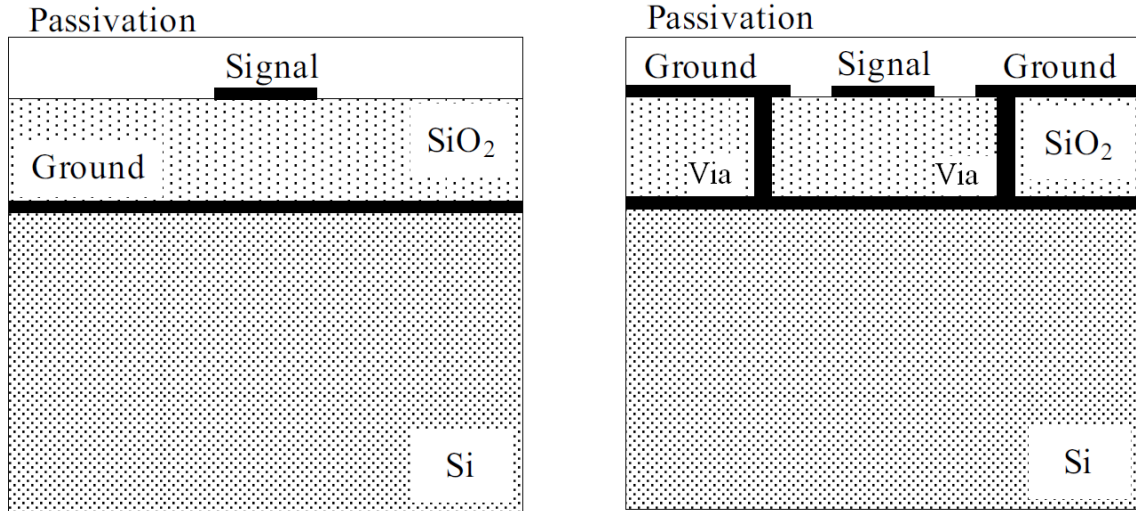 Passivation
Signal
SiO₂
Ground
Si
Passivation
Ground Signal Ground
SiO₂
Via Via
Si